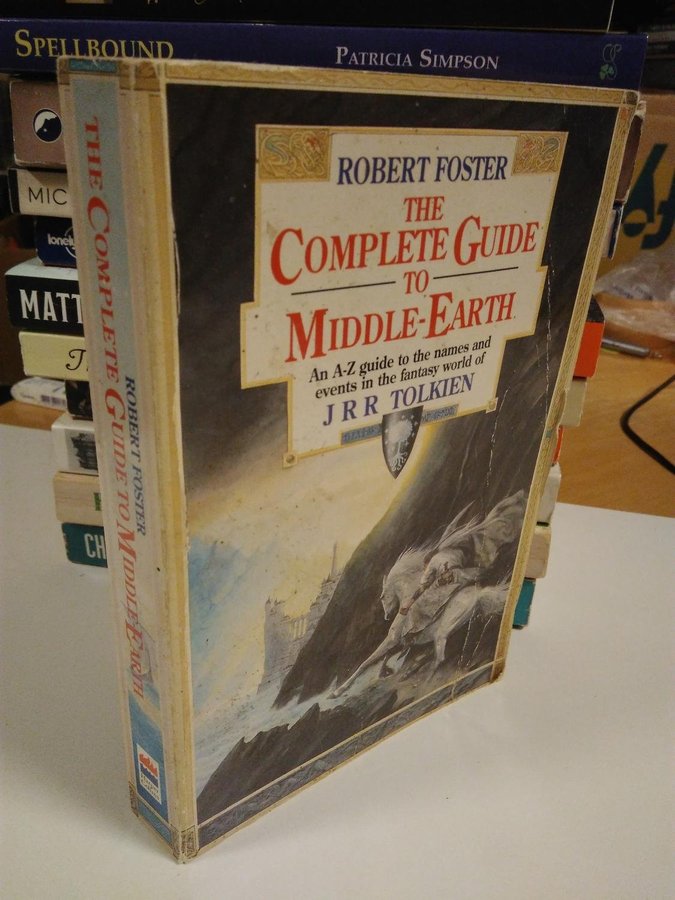 SPELLBOUND PATRICIA SIMPSON
ROBERT FOSTER
THE
COMPLETE GUIDE
TO
MIDDLE-EARTH
An A-Z guide to the names and
events in the fantasy world of
J R R TOLKIEN
THE COMPLETE GUIDE TO MIDDLE-EARTH
ROBERT FOSTER
MIC
lonely
MATT
CH